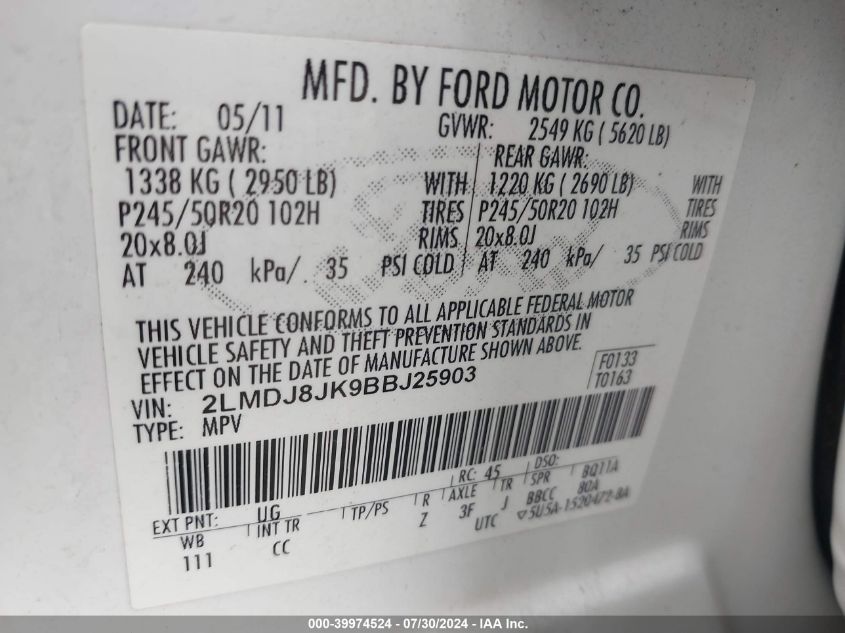 MFD. BY FORD MOTOR CO.
DATE: 05/11 GVWR: 2549 KG ( 5620 LB)
FRONT GAWR: REAR GAWR:
1338 KG ( 2950 LB) WITH 1220 KG ( 2690 LB) WITH
P245/50R20 102H TIRES P245/50R20 102H TIRES
20x8.0J RIMS 20x8.0J RIMS
AT 240 kPa/ 35 PSI COLD AT 240 kPa/ 35 PSI COLD
THIS VEHICLE CONFORMS TO ALL APPLICABLE FEDERAL MOTOR
VEHICLE SAFETY AND THEFT PREVENTION STANDARDS IN
EFFECT ON THE DATE OF MANUFACTURE SHOWN ABOVE.
F0133
T0163
VIN: 2LMDJ8JK9BBJ25903
TYPE: MPV
EXT PNT: UG RC: 45 DSO: BQ11A
WB INT TR TP/PS R AXLE TR SPR BBCC 80A
111 CC Z 3F J
UTC ▽5U5A-1520472-BA
000-39974524 - 07/30/2024 - IAA Inc.